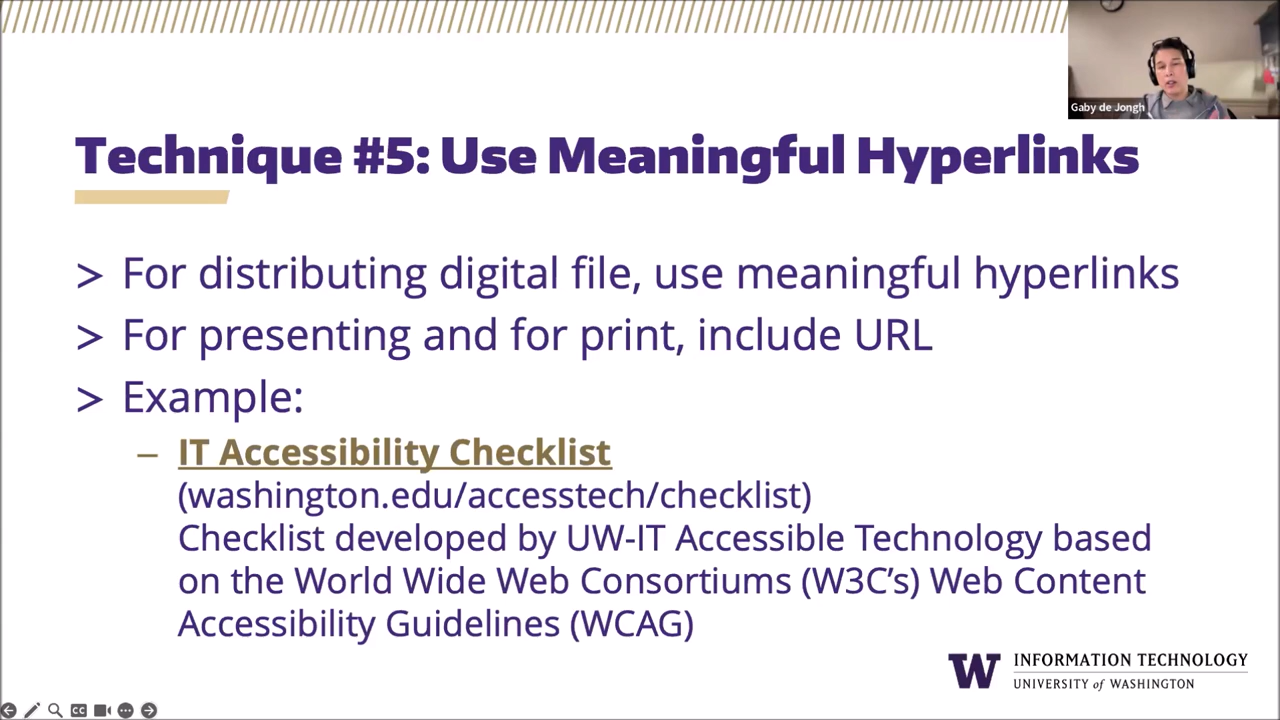 Gaby de Jongh
Technique #5: Use Meaningful Hyperlinks
> For distributing digital file, use meaningful hyperlinks
> For presenting and for print, include URL
> Example:
– IT Accessibility Checklist
(washington.edu/accesstech/checklist)
Checklist developed by UW-IT Accessible Technology based
on the World Wide Web Consortiums (W3C’s) Web Content
Accessibility Guidelines (WCAG)
W INFORMATION TECHNOLOGY
UNIVERSITY of WASHINGTON
CC